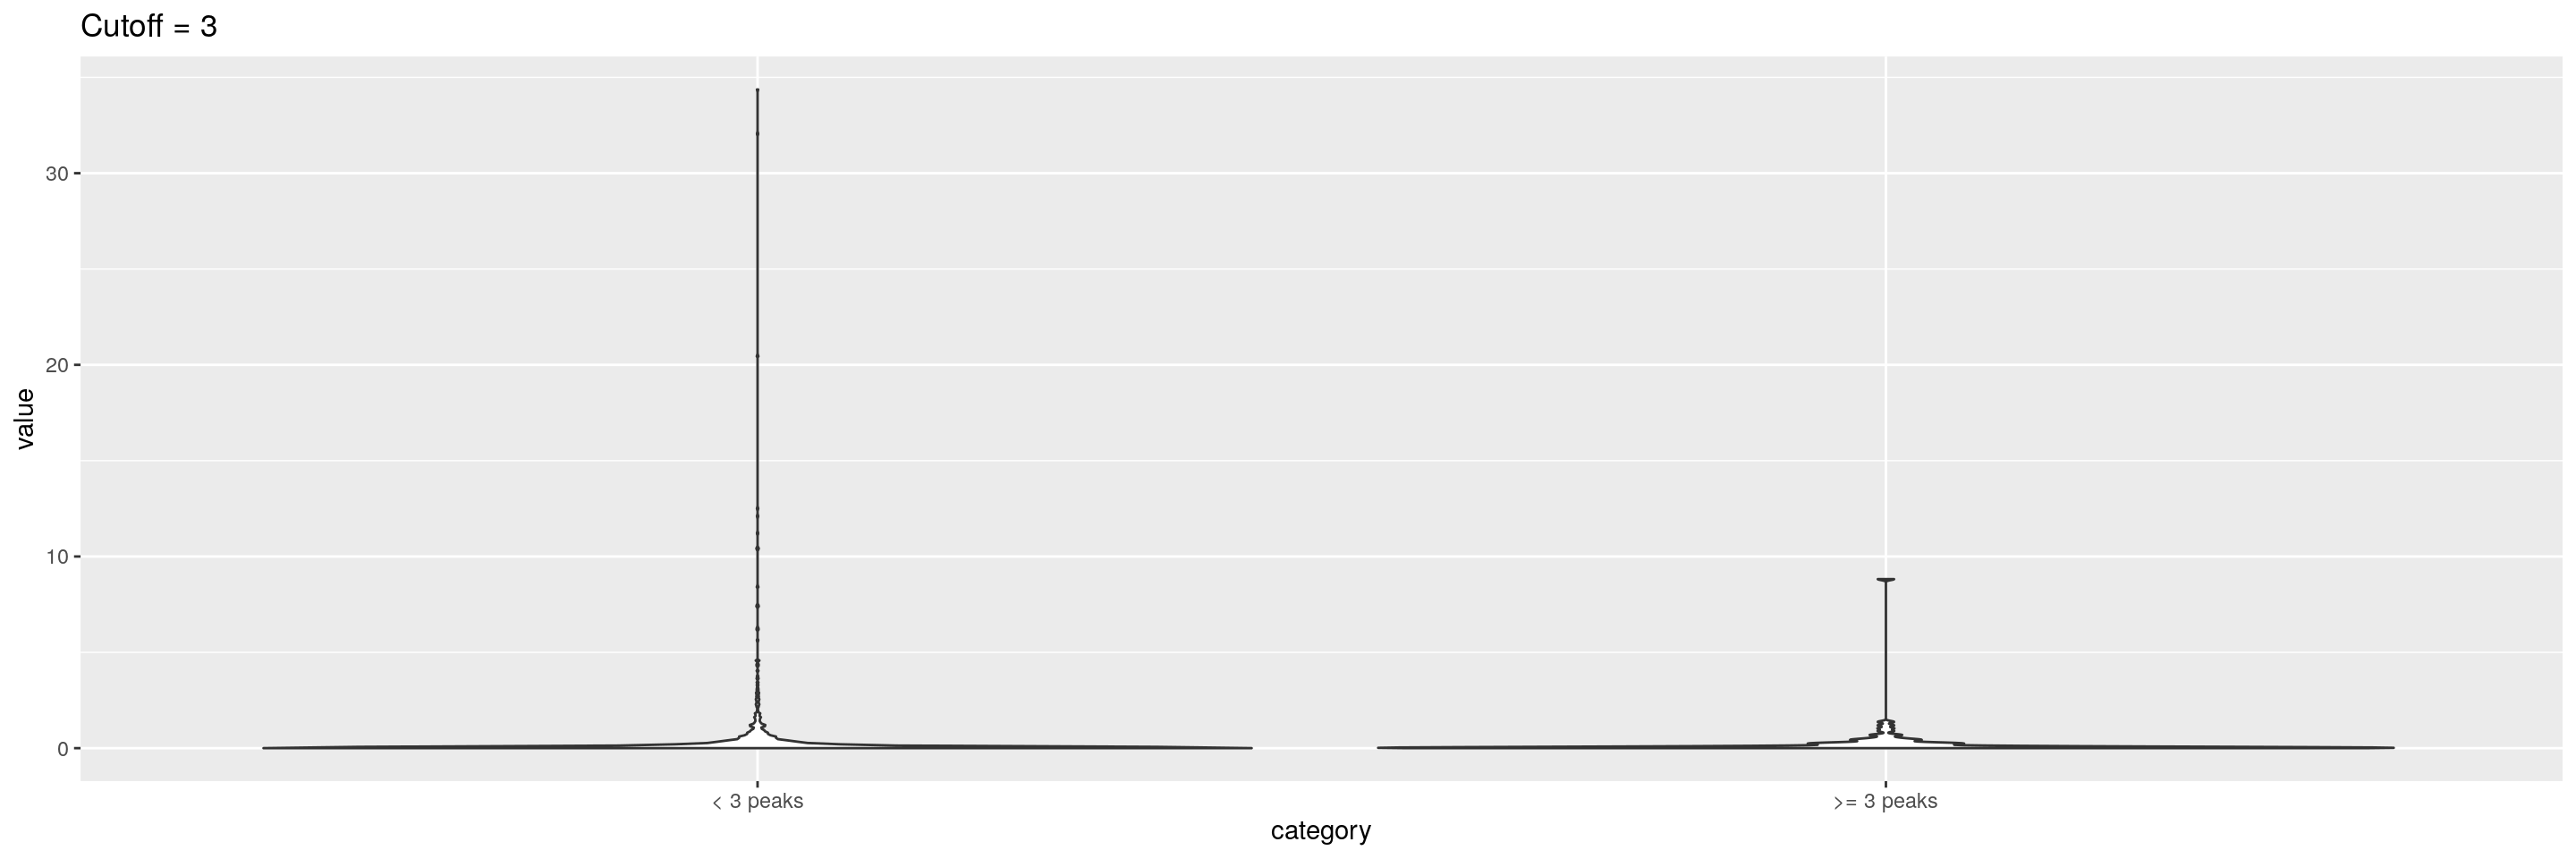 Cutoff = 3
30
20
10
0
value
< 3 peaks
>= 3 peaks
category